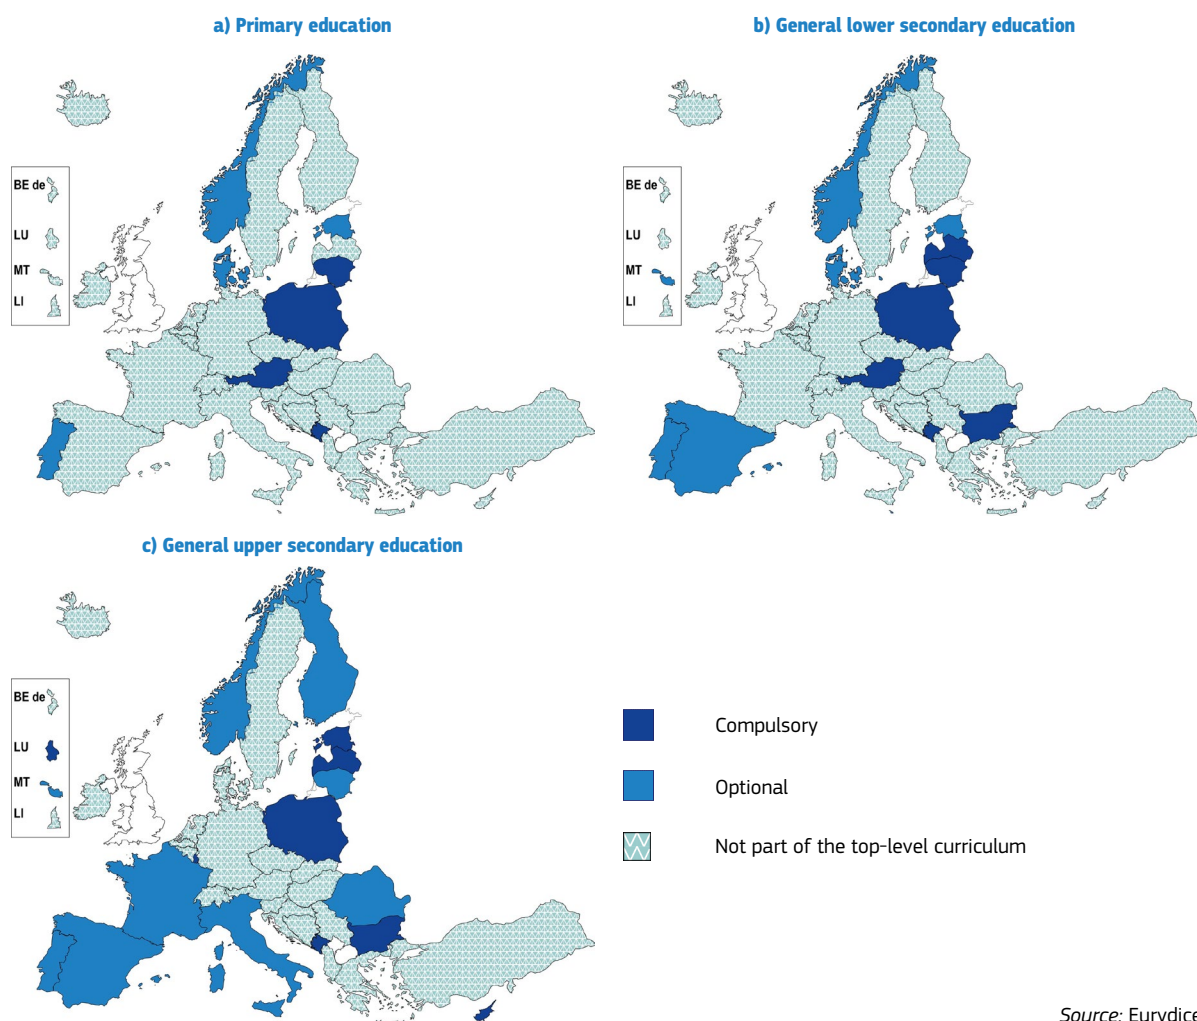 a) Primary education
b) General lower secondary education
BE de
LU
MT
LI
BE de
LU
MT
LI
c) General upper secondary education
BE de
LU
MT
LI
Compulsory
Optional
Not part of the top-level curriculum
Source: Eurydice